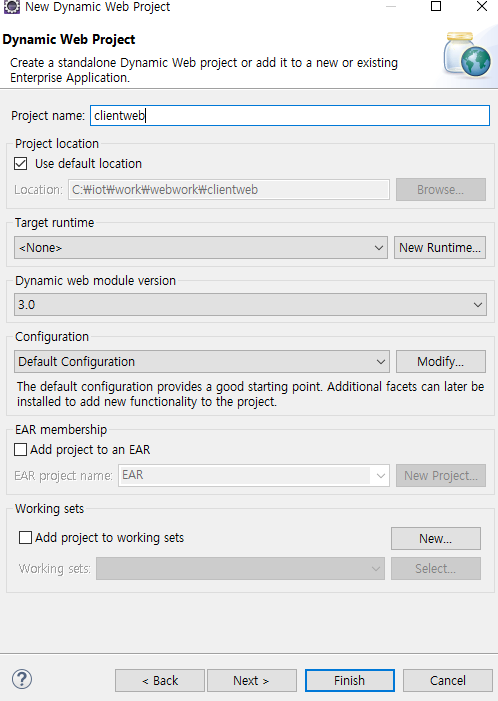 New Dynamic Web Project
Dynamic Web Project
Create a standalone Dynamic Web project or add it to a new or existing
Enterprise Application.
Project name: clientweb
Project location
Use default location
Location: C:₩iot₩work₩webwork₩clientweb Browse...
Target runtime
<None> New Runtime...
Dynamic web module version
3.0
Configuration
Default Configuration Modify...
The default configuration provides a good starting point. Additional facets can later be
installed to add new functionality to the project.
EAR membership
Add project to an EAR
EAR project name: EAR New Project...
Working sets
Add project to working sets New...
Working sets: Select...
? < Back Next > Finish Cancel